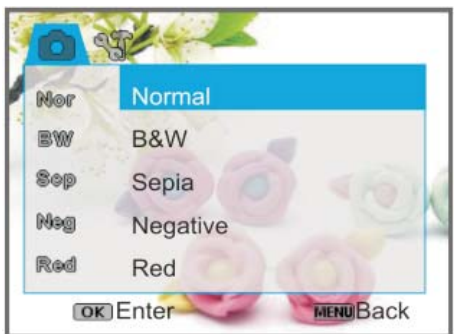 Nor Normal
BW B&W
Sep Sepia
Neg Negative
Red Red
OK Enter MENU Back